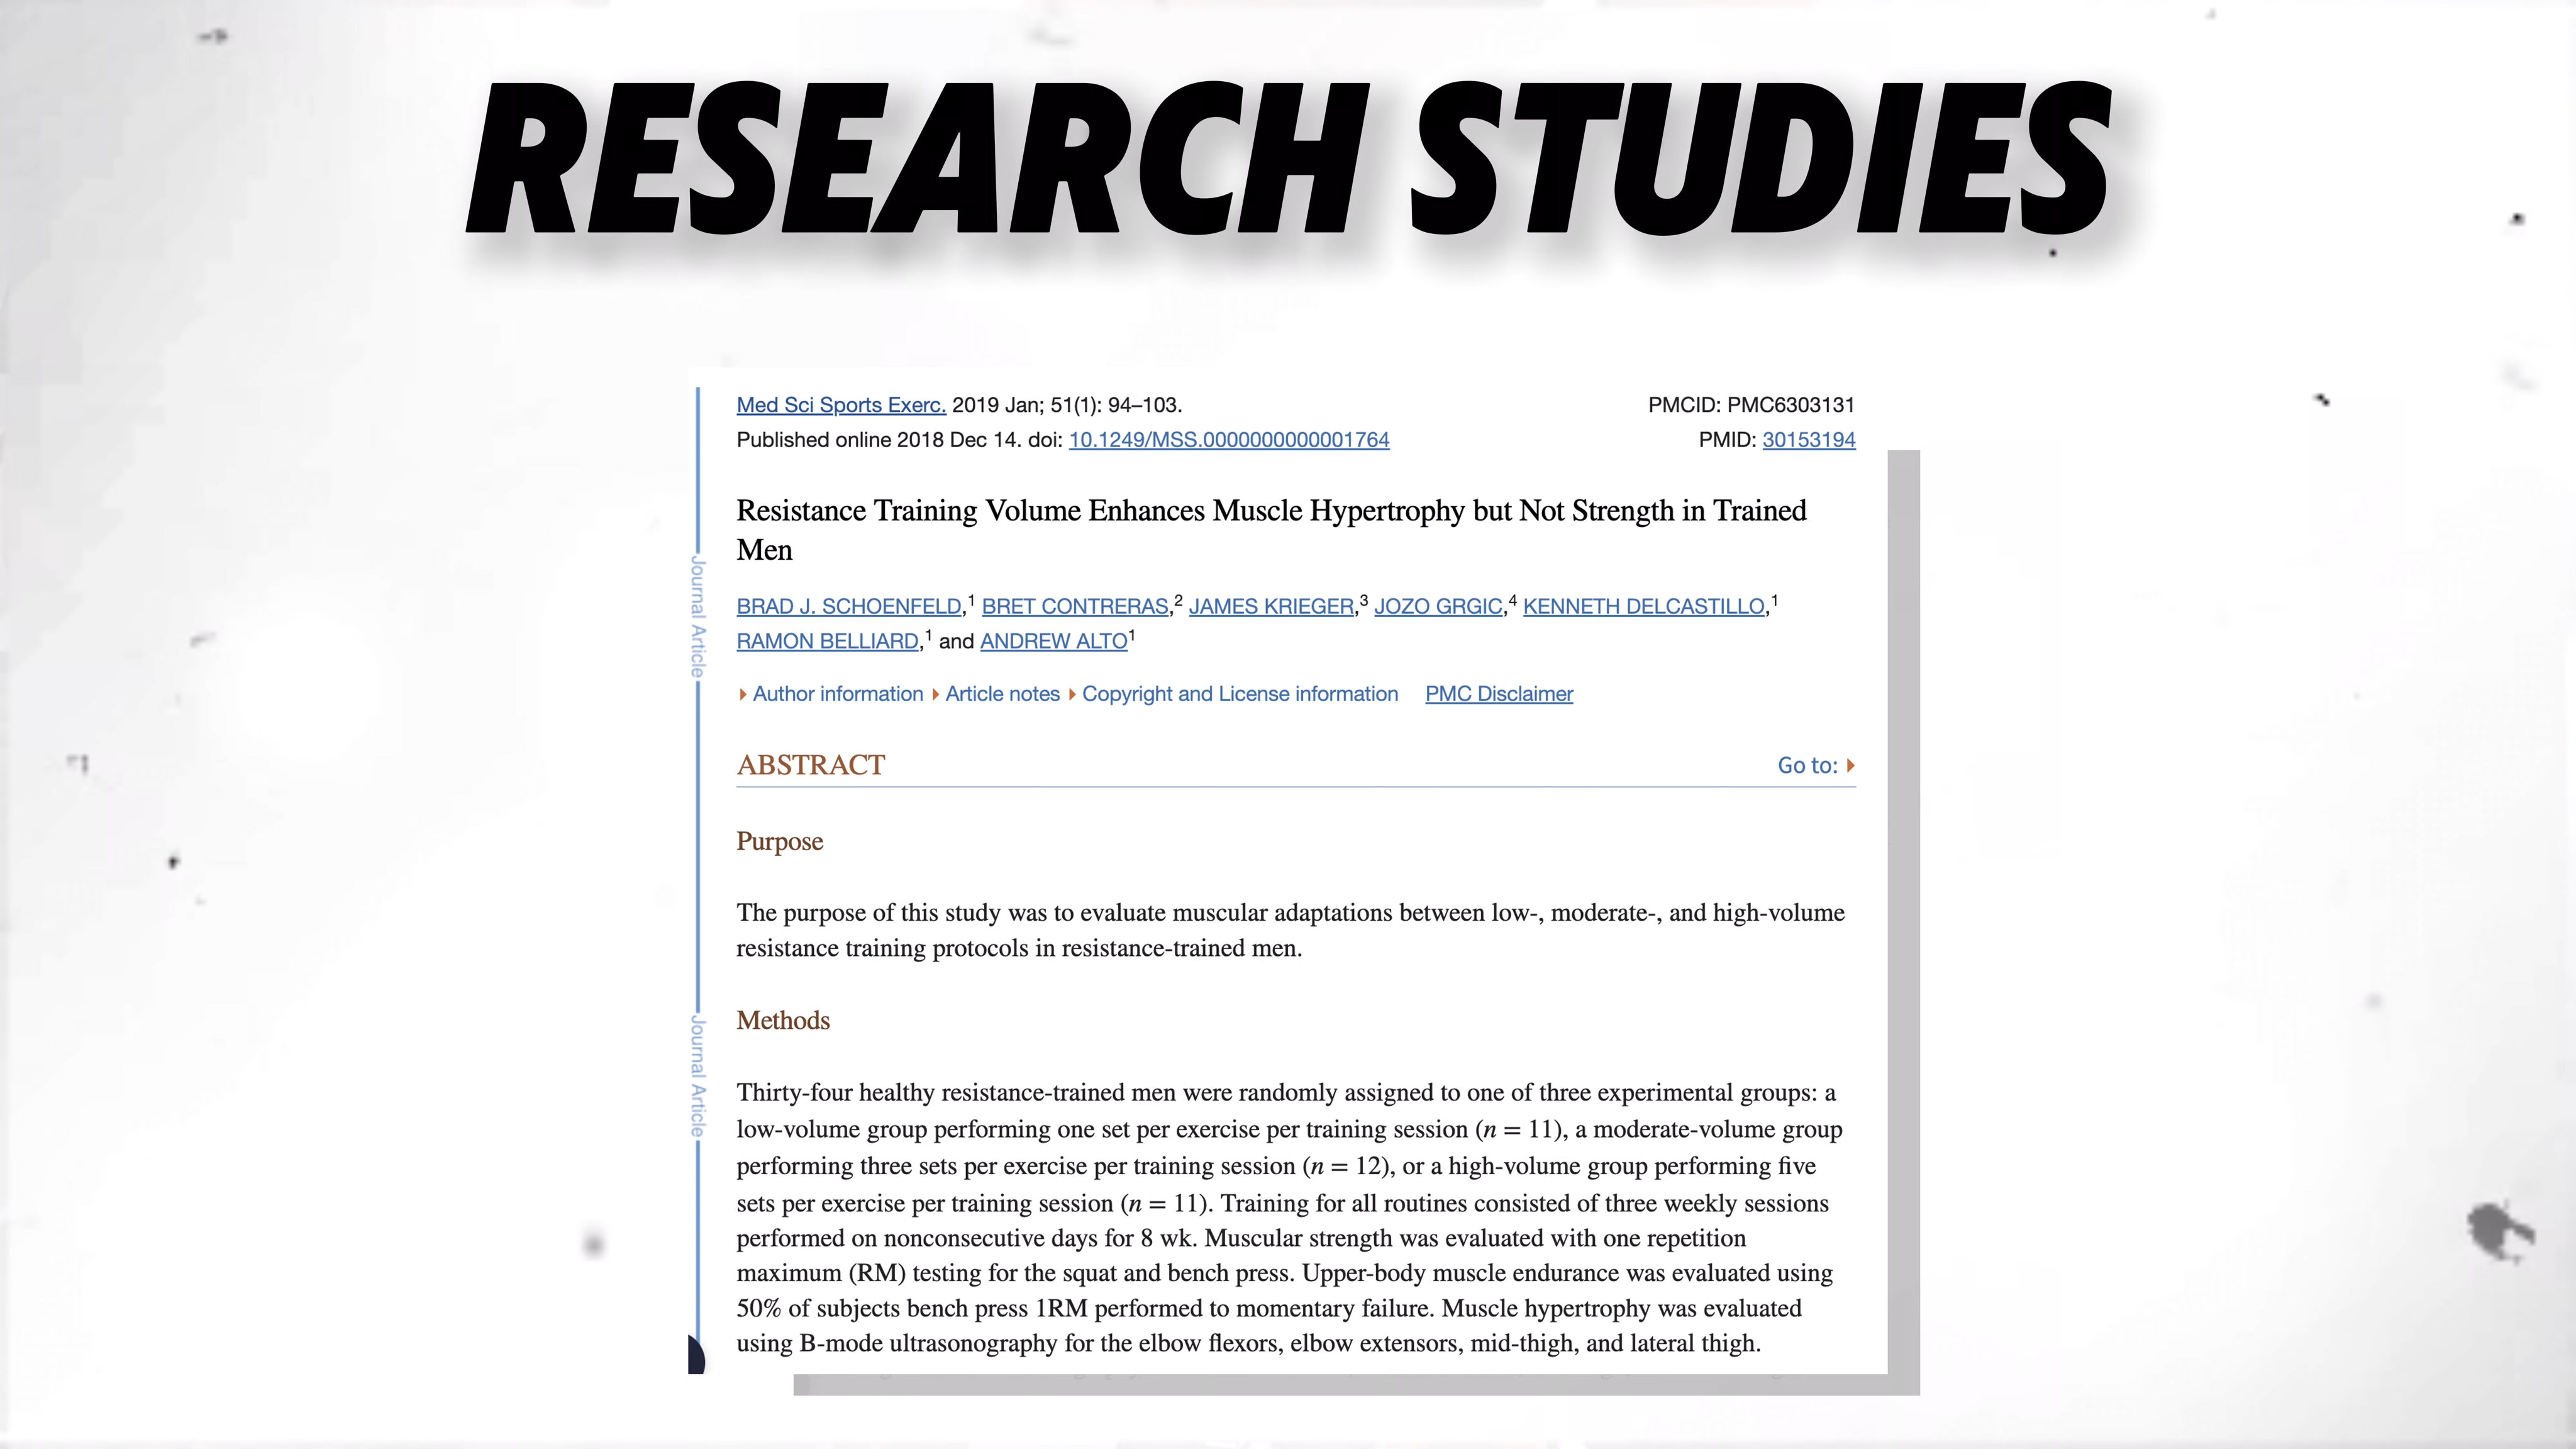 RESEARCH STUDIES
Med Sci Sports Exerc. 2019 Jan; 51(1): 94–103.
PMCID: PMC6303131
Published online 2018 Dec 14. doi: 10.1249/MSS.0000000000001764
PMID: 30153194
Resistance Training Volume Enhances Muscle Hypertrophy but Not Strength in Trained
Men
BRAD J. SCHOENFELD,1 BRET CONTRERAS,2 JAMES KRIEGER,3 JOZO GRGIC,4 KENNETH DELCASTILLO,1
RAMON BELLIARD,1 and ANDREW ALTO1
Author information Article notes Copyright and License information PMC Disclaimer
ABSTRACT
Go to:
Purpose
The purpose of this study was to evaluate muscular adaptations between low-, moderate-, and high-volume
resistance training protocols in resistance-trained men.
Methods
Thirty-four healthy resistance-trained men were randomly assigned to one of three experimental groups: a
low-volume group performing one set per exercise per training session (n = 11), a moderate-volume group
performing three sets per exercise per training session (n = 12), or a high-volume group performing five
sets per exercise per training session (n = 11). Training for all routines consisted of three weekly sessions
performed on nonconsecutive days for 8 wk. Muscular strength was evaluated with one repetition
maximum (RM) testing for the squat and bench press. Upper-body muscle endurance was evaluated using
50% of subjects bench press 1RM performed to momentary failure. Muscle hypertrophy was evaluated
using B-mode ultrasonography for the elbow flexors, elbow extensors, mid-thigh, and lateral thigh.
Journal Article
Journal Article